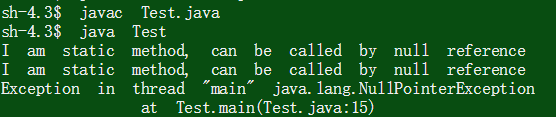 sh-4.3$ javac Test.java
sh-4.3$ java Test
I am static method, can be called by null reference
I am static method, can be called by null reference
Exception in thread "main" java.lang.NullPointerException
at Test.main(Test.java:15)